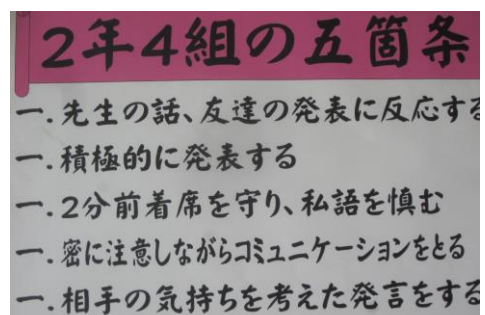 2年4組の五箇条
一.先生の話、友達の発表に反応する
一.積極的に発表する
一.2分前着席を守り、私語を慎む
一.密に注意しながらコミュニケーションをとる
一.相手の気持ちを考えた発言をする